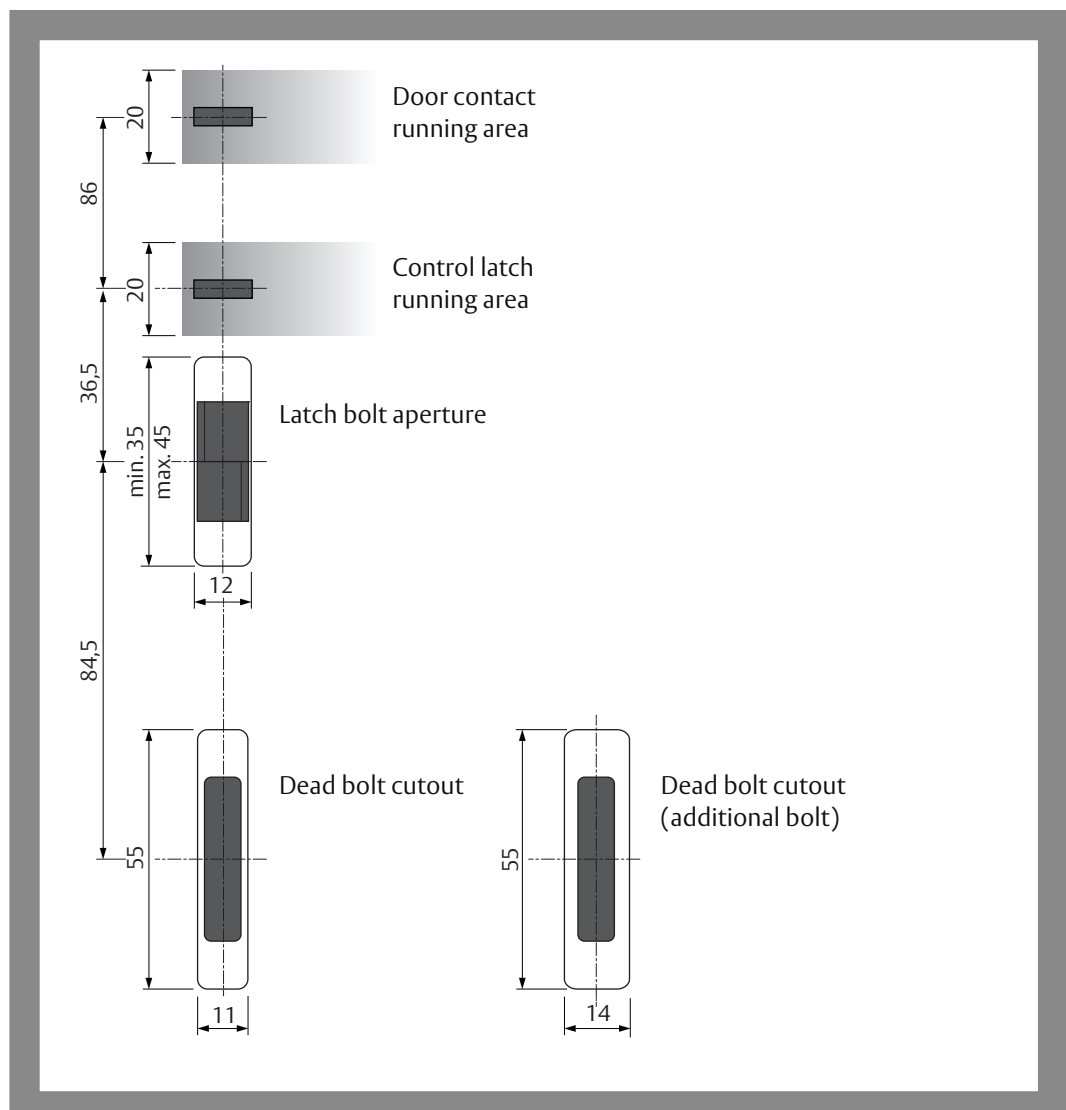 20
Door contact
running area
86
20
Control latch
running area
36,5
min. 35
max. 45
Latch bolt aperture
12
84,5
55
Dead bolt cutout
11
55
Dead bolt cutout
(additional bolt)
14